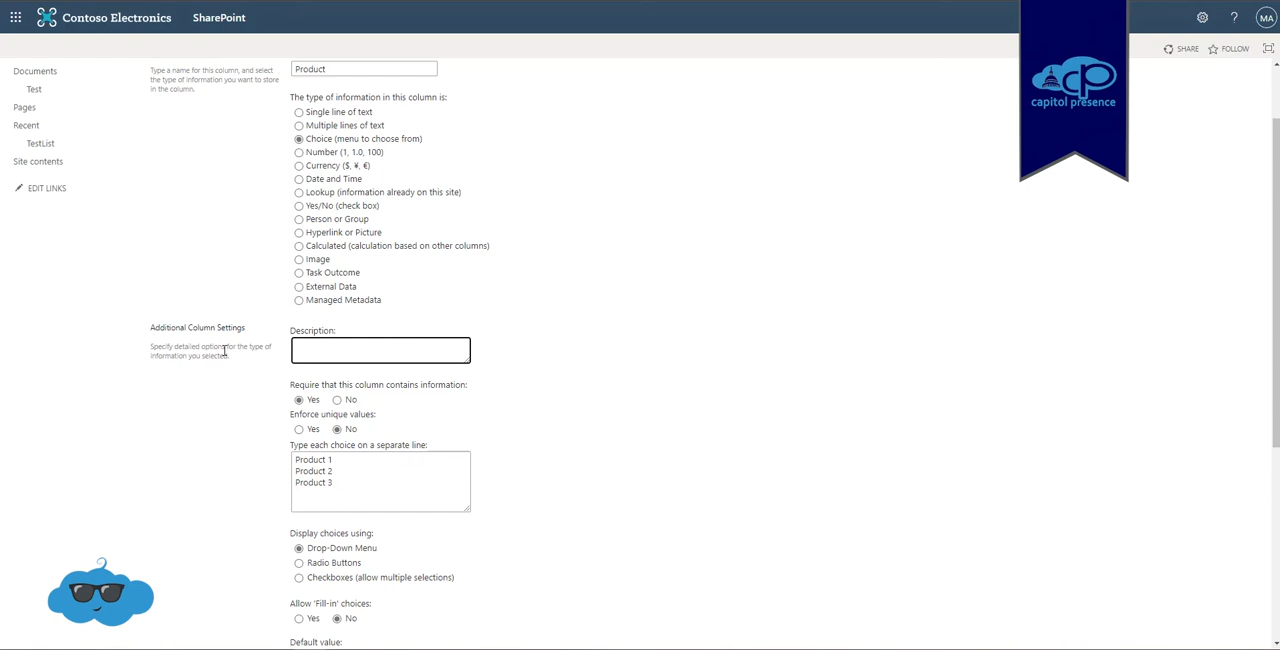 Contoso Electronics SharePoint
MA
SHARE FOLLOW
capitol presence
Documents
Test
Pages
Recent
TestList
Site contents
EDIT LINKS
Type a name for this column, and select
the type of information you want to store
in the column.
Product
The type of information in this column is:
Single line of text
Multiple lines of text
Choice (menu to choose from)
Number (1, 1.0, 100)
Currency ($, ¥, €)
Date and Time
Lookup (information already on this site)
Yes/No (check box)
Person or Group
Hyperlink or Picture
Calculated (calculation based on other columns)
Image
Task Outcome
External Data
Managed Metadata
Additional Column Settings
Specify detailed options for the type of
information you selected.
Description:
Require that this column contains information:
Yes No
Enforce unique values:
Yes No
Type each choice on a separate line:
Product 1
Product 2
Product 3
Display choices using:
Drop-Down Menu
Radio Buttons
Checkboxes (allow multiple selections)
Allow 'Fill-in' choices:
Yes No
Default value: